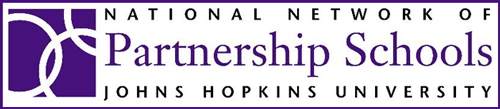 NATIONAL NETWORK OF
Partnership Schools
JOHNS HOPKINS UNIVERSITY